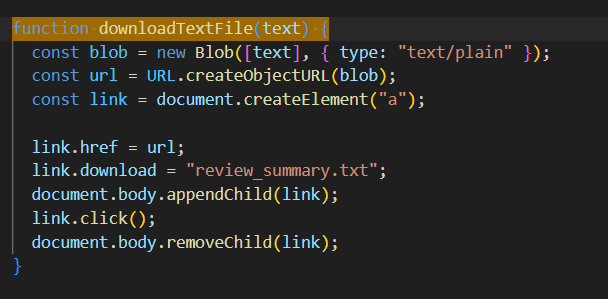 function downloadTextFile(text) {
  const blob = new Blob([text], { type: "text/plain" });
  const url = URL.createObjectURL(blob);
  const link = document.createElement("a");

  link.href = url;
  link.download = "review_summary.txt";
  document.body.appendChild(link);
  link.click();
  document.body.removeChild(link);
}